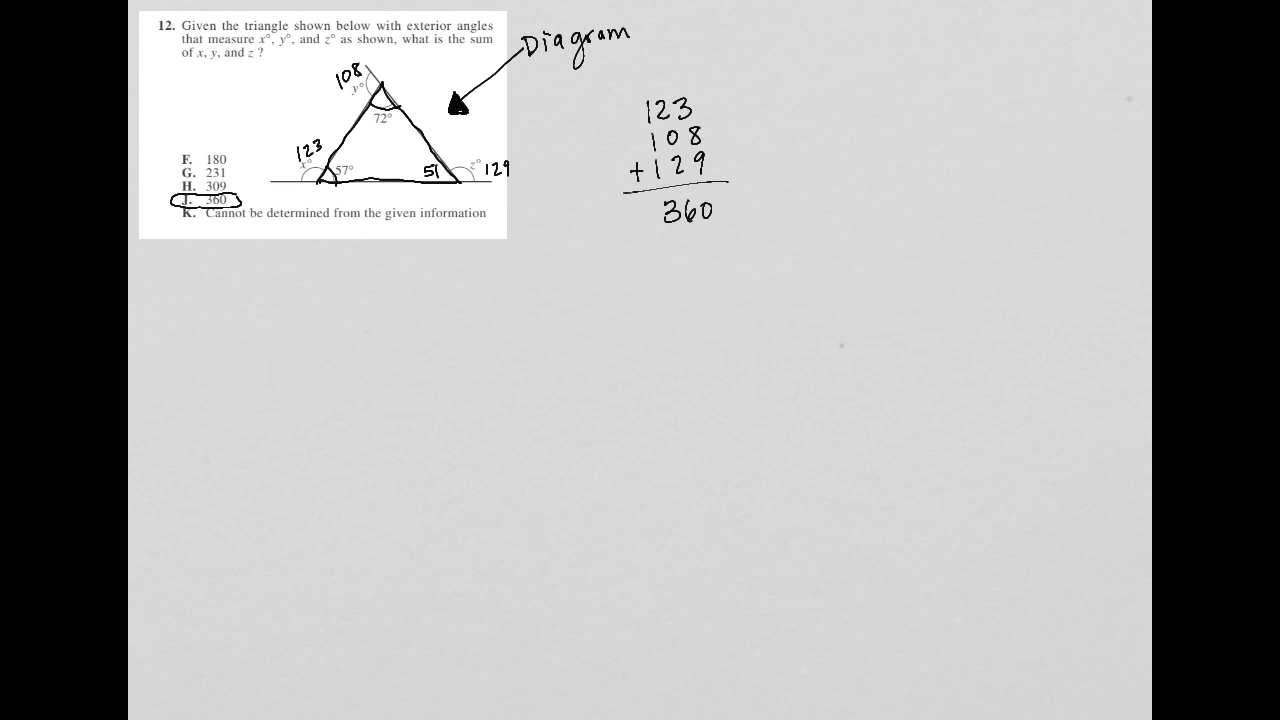 12. Given the triangle shown below with exterior angles
that measure x°, y°, and z° as shown, what is the sum
of x, y, and z ?
Diagram
108
y°
72°
123
x°
57°
51
z°
129
F. 180
G. 231
H. 309
J. 360
K. Cannot be determined from the given information
123
108
+129
360